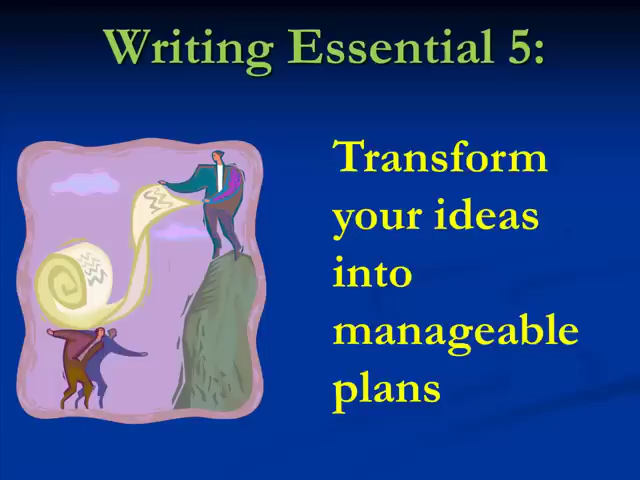 Writing Essential 5:
Transform
your ideas
into
manageable
plans